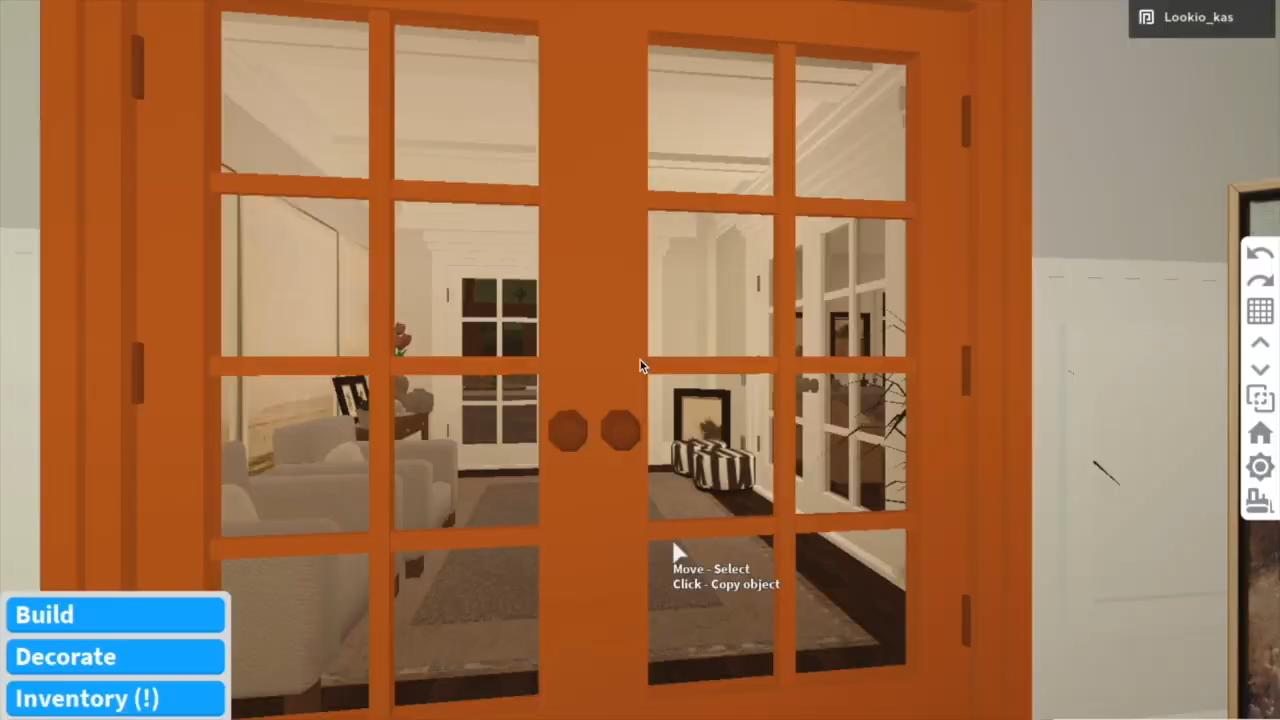 Lookio_kas
Move - Select
Click - Copy object
Build
Decorate
Inventory (!)